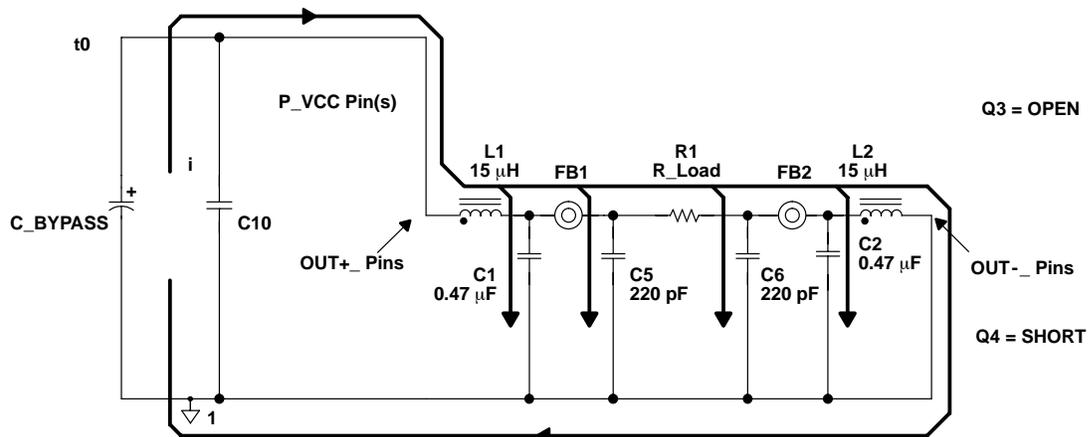 t0
P_VCC Pin(s)
Q3 = OPEN
i
+
C_BYPASS
C10
L1
15 μH
FB1
R1
R_Load
FB2
L2
15 μH
OUT+_ Pins
C1
0.47 μF
C5
220 pF
C6
220 pF
C2
0.47 μF
OUT-_ Pins
Q4 = SHORT
1